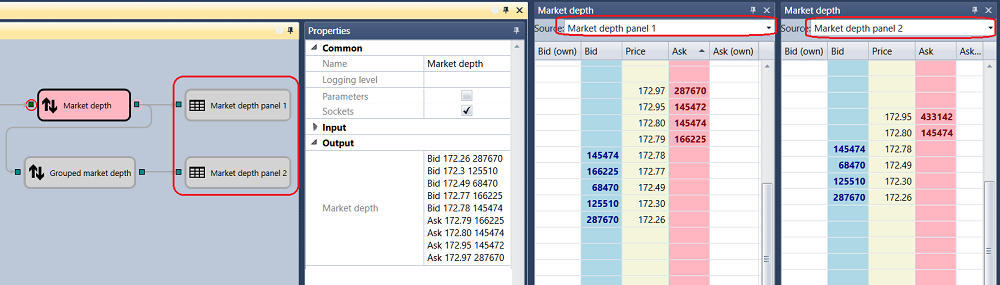 Market depth
Market depth panel 1
Grouped market depth
Market depth panel 2
Properties
Common
Name Market depth
Logging level
Parameters
Sockets
Input
Output
Market depth
Bid 172.26 287670
Bid 172.3 125510
Bid 172.49 68470
Bid 172.77 166225
Bid 172.78 145474
Ask 172.79 166225
Ask 172.80 145474
Ask 172.95 145472
Ask 172.97 287670
Market depth
Source: Market depth panel 1
Bid (own) Bid Price Ask Ask (own)
172.97 287670
172.95 145472
172.80 145474
172.79 166225
145474 172.78
166225 172.77
68470 172.49
125510 172.30
287670 172.26
Market depth
Source: Market depth panel 2
Bid (own) Bid Price Ask Ask...
172.95 433142
172.80 145474
145474 172.78
68470 172.49
125510 172.30
287670 172.26